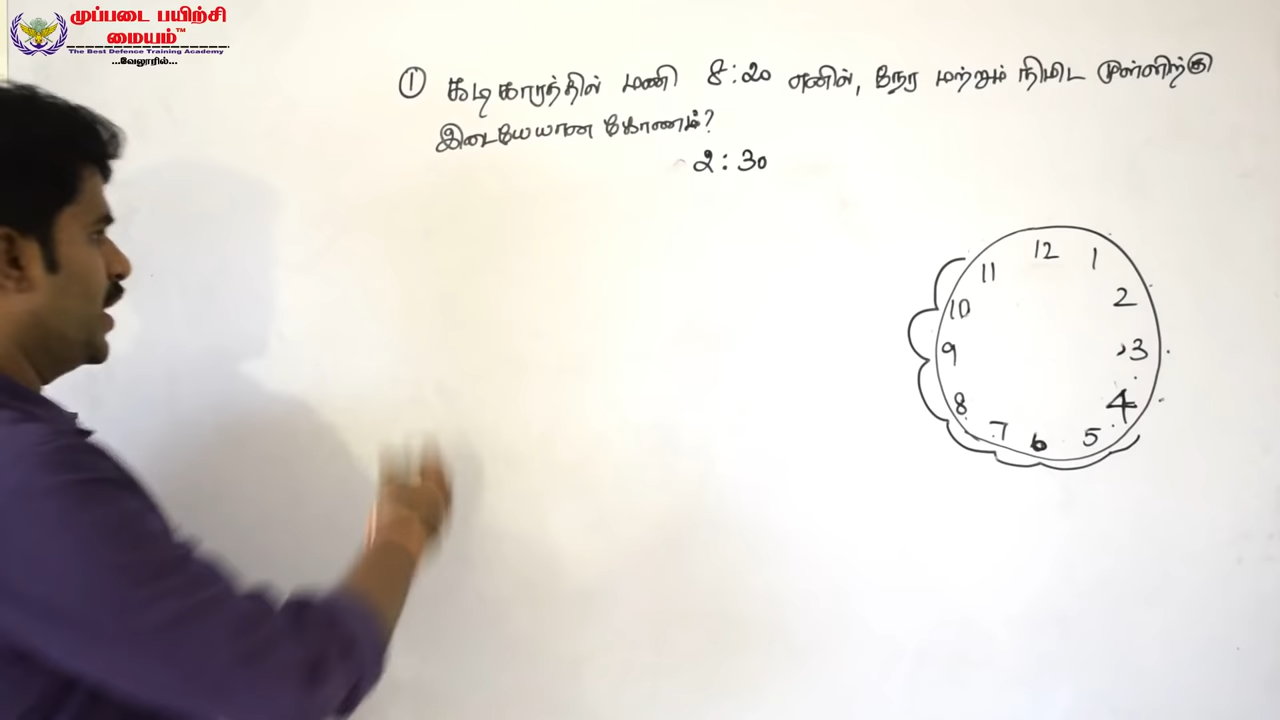 முப்படை பயிற்சி
மையம்™
The Best Defence Training Academy
...வேலூரில்...
① கடிகாரத்தில் மணி 8:20 எனில், நேர மற்றும் நிமிட முள்ளிற்கு
இடையேயான கோணம்?
2:30
12
11
1
10
2
9
3
8
4
7
6
5